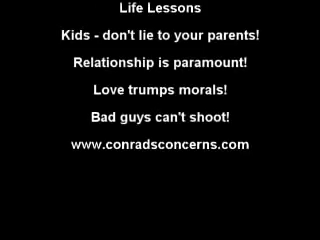 Life Lessons
Kids - don't lie to your parents!
Relationship is paramount!
Love trumps morals!
Bad guys can't shoot!
www.conradsconcerns.com